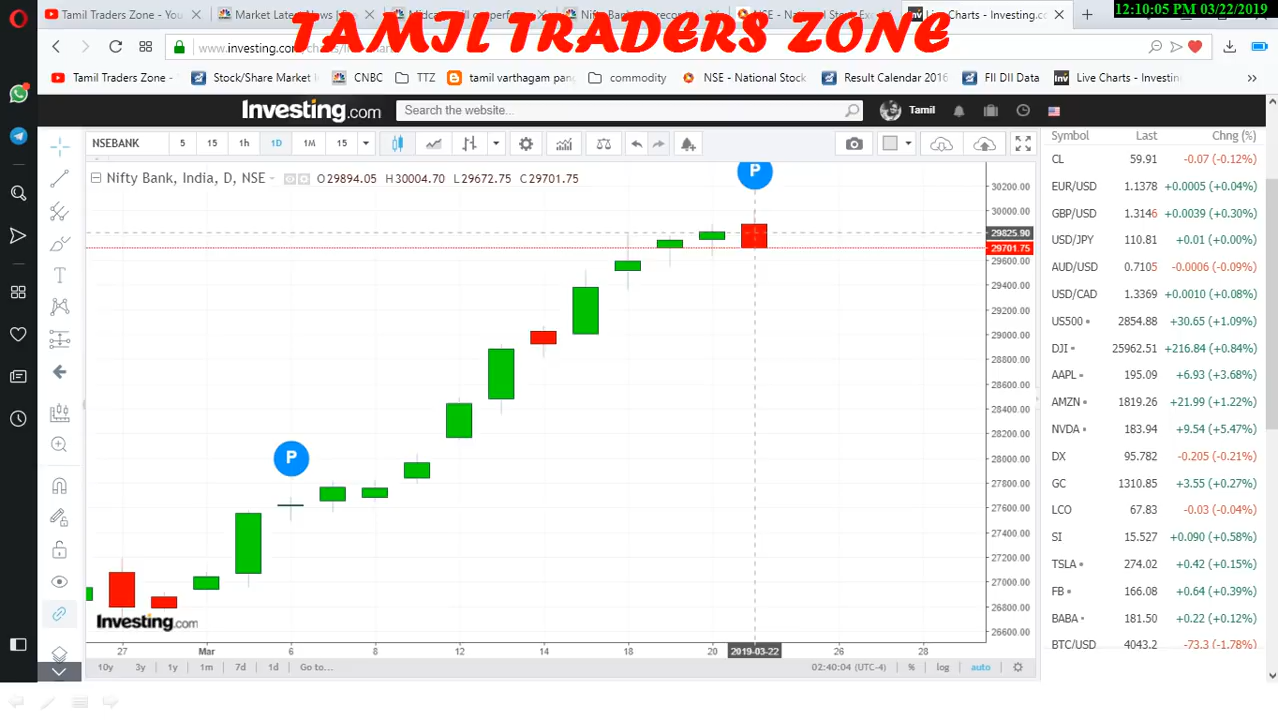 12:10:05 PM 03/22/2019
Tamil Traders Zone - You
Market Latest News | F
Midca
Nifty Bank
record
NSE - National Stock Exc
Charts - Investing.co
TAMIL TRADERS ZONE
www.investing.com
Tamil Traders Zone -
Stock/Share Market
CNBC
TTZ
tamil varthagam pan
commodity
NSE - National Stock
Result Calendar 2016
FII DII Data
Live Charts - Investin
Investing.com
Search the website...
Tamil
NSEBANK
5
15
1h
1D
1M
15
Nifty Bank, India, D, NSE
O29894.05 H30004.70 L29672.75 C29701.75
P
P
30200.00
30000.00
29825.90
29701.75
29600.00
29400.00
29200.00
29000.00
28800.00
28600.00
28400.00
28200.00
28000.00
27800.00
27600.00
27400.00
27200.00
27000.00
26800.00
26600.00
Investing.com
27 Mar 6 8 12 14 18 20 2019-03-22 26 28
10y 3y 1y 1m 7d 1d Go to... 02:40:04 (UTC-4) % log auto
Symbol Last Chng (%)
CL 59.91 -0.07 (-0.12%)
EUR/USD 1.1378 +0.0005 (+0.04%)
GBP/USD 1.3146 +0.0039 (+0.30%)
USD/JPY 110.81 +0.01 (+0.00%)
AUD/USD 0.7105 -0.0006 (-0.09%)
USD/CAD 1.3369 +0.0010 (+0.08%)
US500 2854.88 +30.65 (+1.09%)
DJI 25962.51 +216.84 (+0.84%)
AAPL 195.09 +6.93 (+3.68%)
AMZN 1819.26 +21.99 (+1.22%)
NVDA 183.94 +9.54 (+5.47%)
DX 95.782 -0.205 (-0.21%)
GC 1310.85 +3.55 (+0.27%)
LCO 67.83 -0.03 (-0.04%)
SI 15.527 +0.090 (+0.58%)
TSLA 274.02 +0.42 (+0.15%)
FB 166.08 +0.64 (+0.39%)
BABA 181.50 +0.22 (+0.12%)
BTC/USD 4043.2 -73.3 (-1.78%)